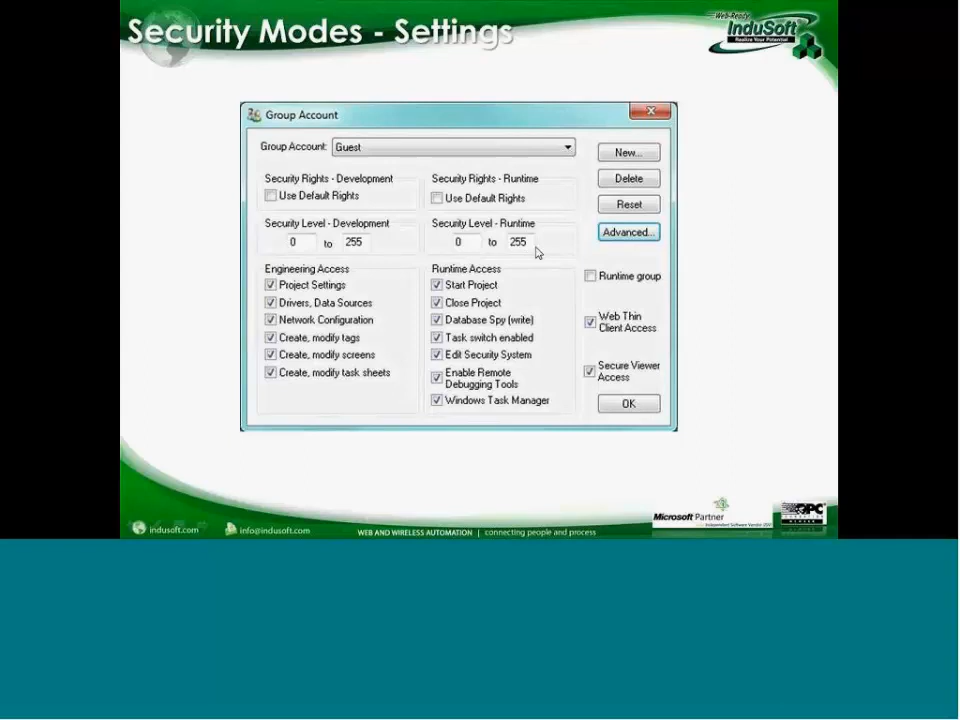 Security Modes - Settings
Web-Ready
InduSoft
Realize Your Potential
Group Account
Group Account: Guest
New...
Security Rights - Development
Security Rights - Runtime
Delete
Use Default Rights
Use Default Rights
Reset
Security Level - Development
Security Level - Runtime
Advanced...
0 to 255
0 to 255
Engineering Access
Runtime Access
Project Settings
Start Project
Runtime group
Drivers, Data Sources
Close Project
Network Configuration
Database Spy (write)
Web Thin
Client Access
Create, modify tags
Task switch enabled
Create, modify screens
Edit Security System
Create, modify task sheets
Enable Remote
Debugging Tools
Secure Viewer
Access
Windows Task Manager
OK
indusoft.com
info@indusoft.com
WEB AND WIRELESS AUTOMATION | connecting people and process
Microsoft Partner
OPC